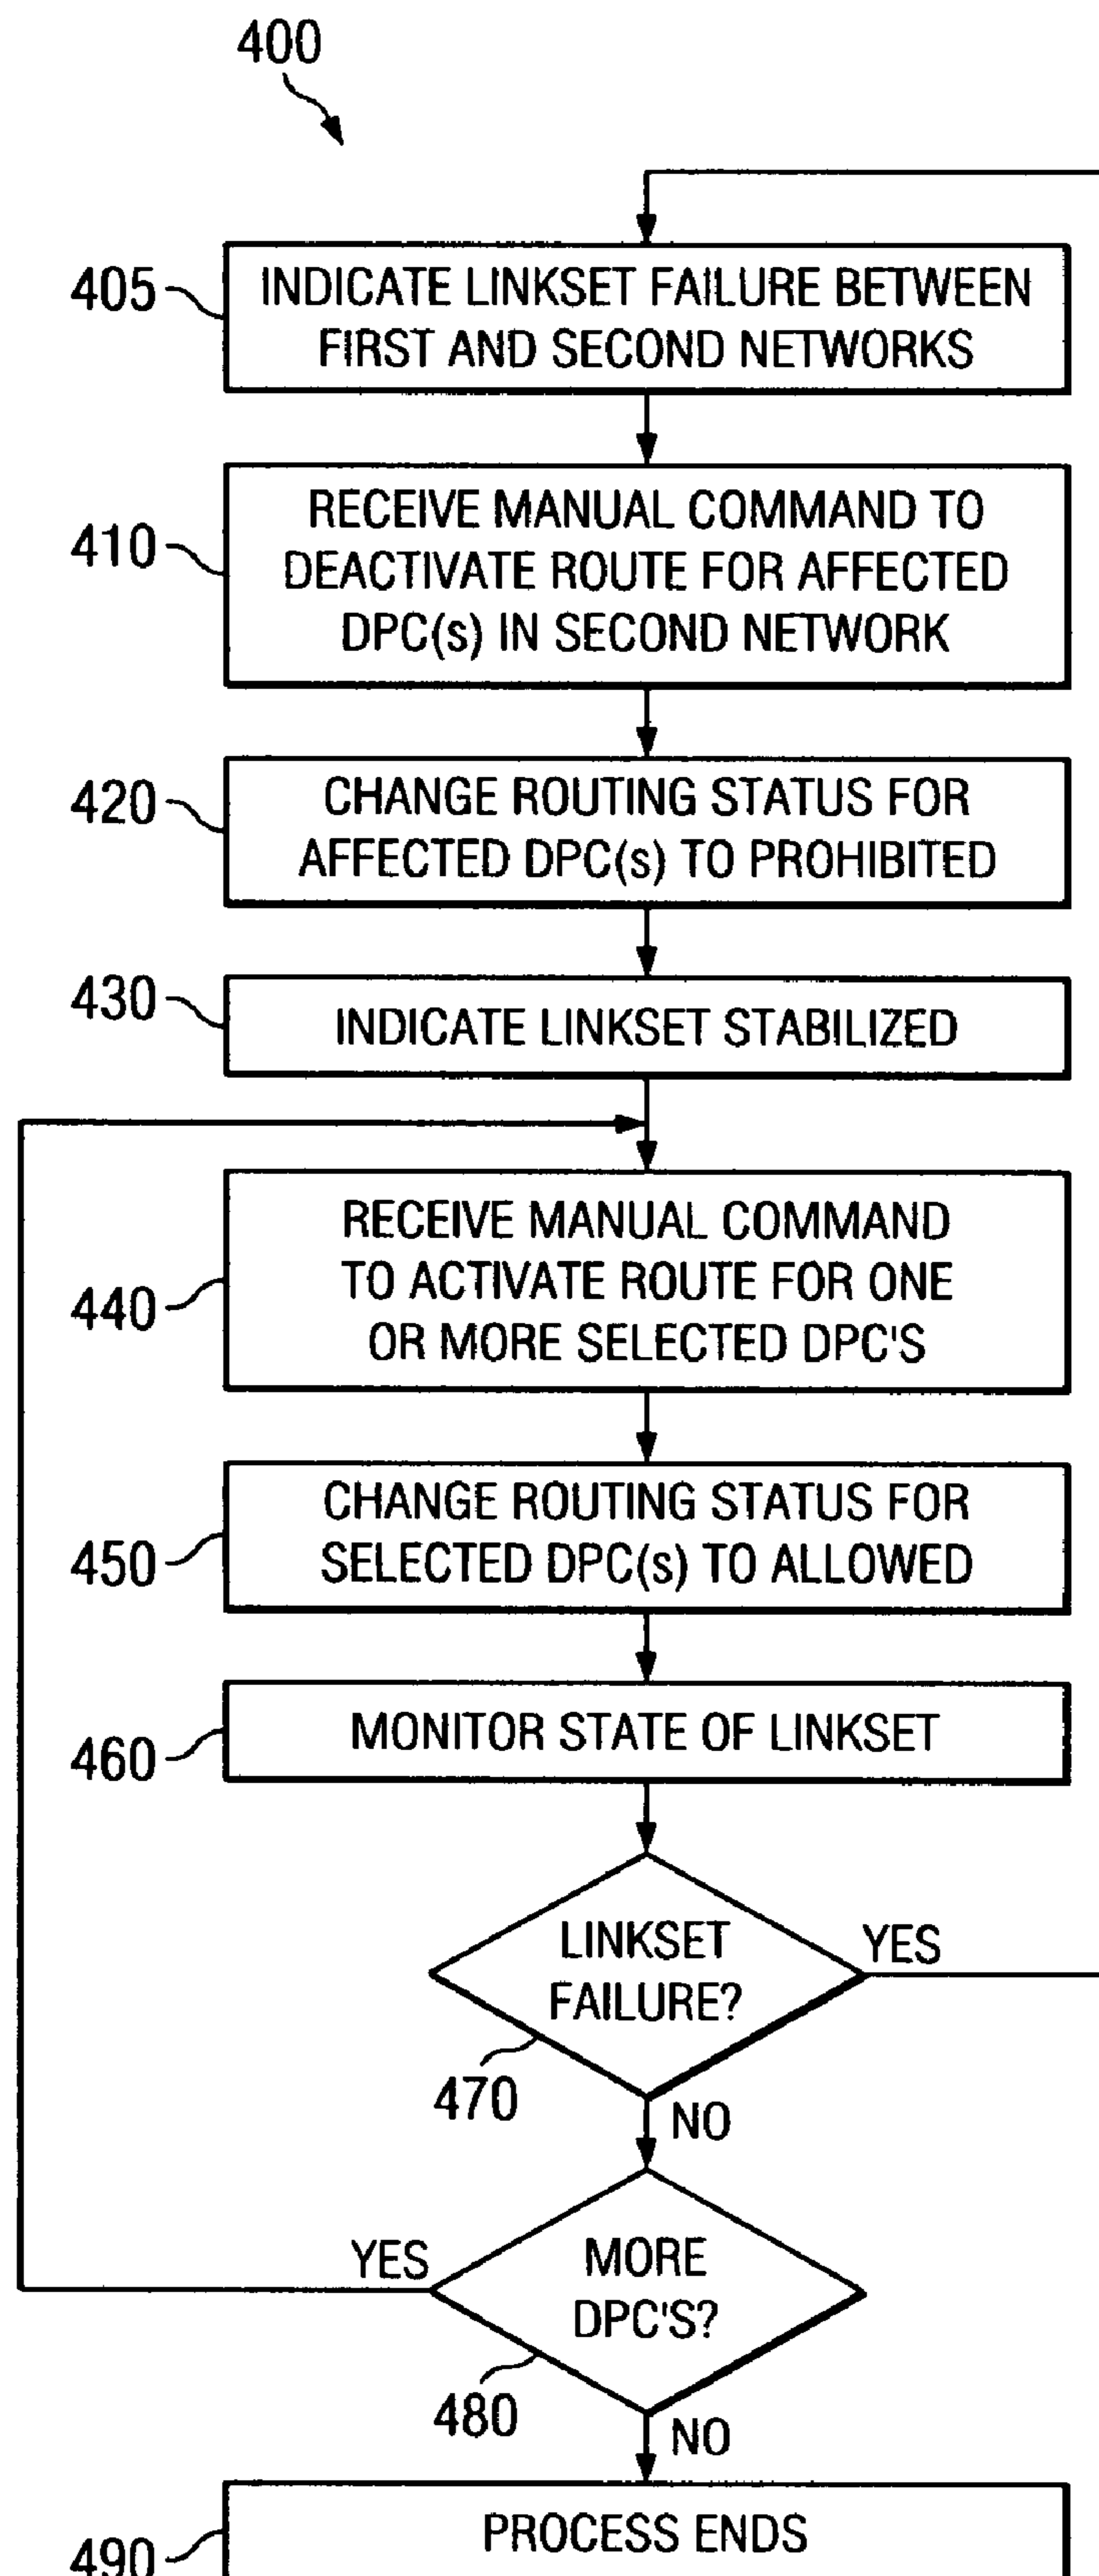 400
405
INDICATE LINKSET FAILURE BETWEEN
FIRST AND SECOND NETWORKS
410
RECEIVE MANUAL COMMAND TO
DEACTIVATE ROUTE FOR AFFECTED
DPC(s) IN SECOND NETWORK
420
CHANGE ROUTING STATUS FOR
AFFECTED DPC(s) TO PROHIBITED
430
INDICATE LINKSET STABILIZED
440
RECEIVE MANUAL COMMAND
TO ACTIVATE ROUTE FOR ONE
OR MORE SELECTED DPC'S
450
CHANGE ROUTING STATUS FOR
SELECTED DPC(s) TO ALLOWED
460
MONITOR STATE OF LINKSET
LINKSET
FAILURE?
YES
470
NO
YES
MORE
DPC'S?
480
NO
490
PROCESS ENDS